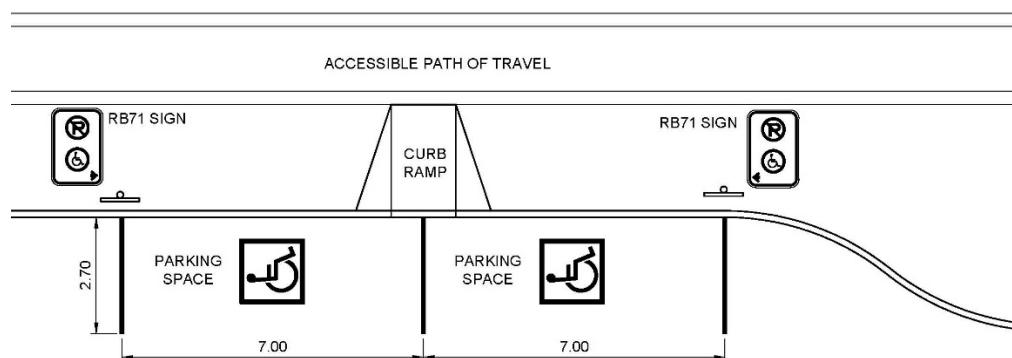 ACCESSIBLE PATH OF TRAVEL
RB71 SIGN
RB71 SIGN
CURB
RAMP
PARKING
SPACE
PARKING
SPACE
2.70
7.00
7.00